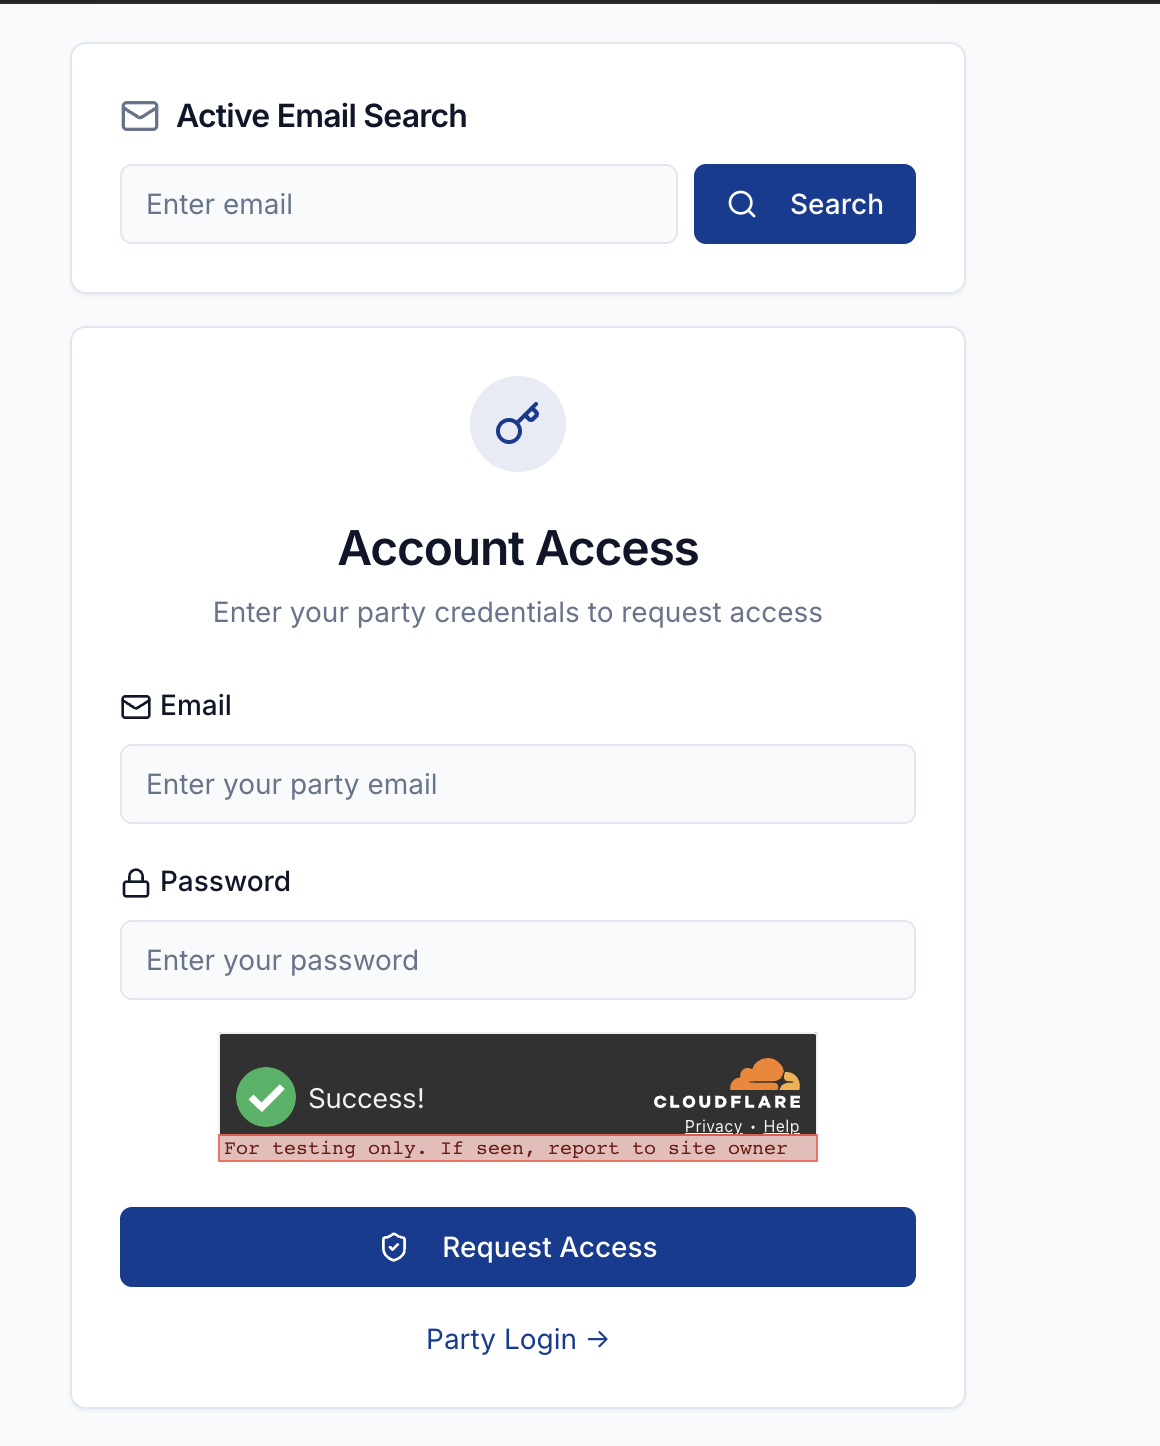 Active Email Search
Enter email
Search
Account Access
Enter your party credentials to request access
Email
Enter your party email
Password
Enter your password
Success!
CLOUDFLARE
Privacy • Help
For testing only. If seen, report to site owner
Request Access
Party Login →